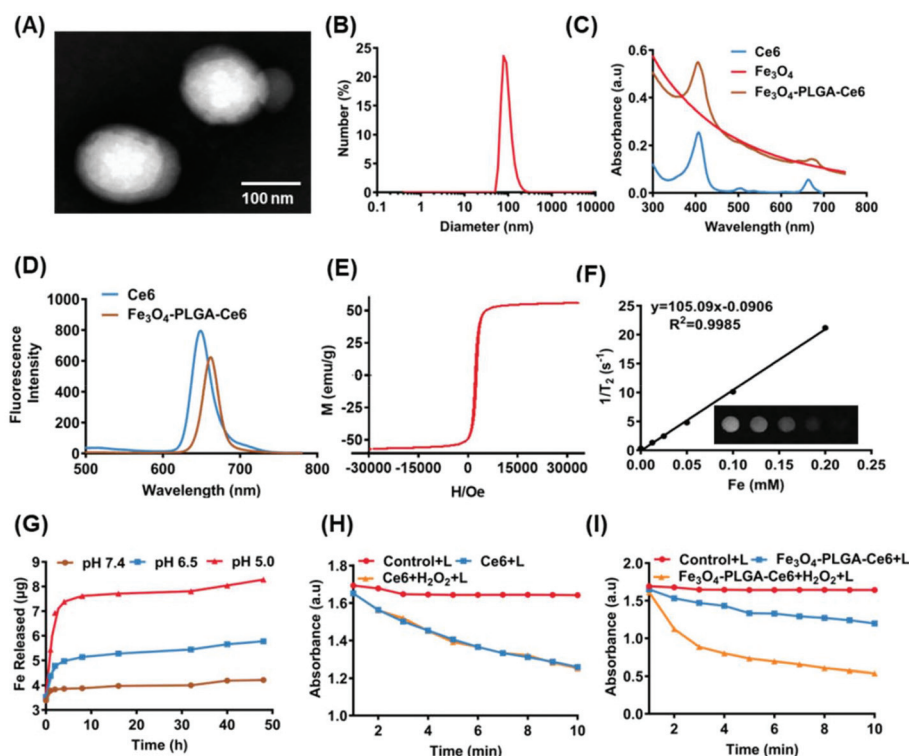 (A)
100 nm
(B)
Number (%)
25
20
15
10
5
0
0.1 1 10 100 1000 10000
Diameter (nm)
(C)
Ce6
Fe₃O₄
Fe₃O₄-PLGA-Ce6
Absorbance (a.u)
0.6
0.4
0.2
0.0
300 400 500 600 700 800
Wavelength (nm)
(D)
Ce6
Fe₃O₄-PLGA-Ce6
Fluorescence
Intensity
1000
800
600
400
200
0
500 600 700 800
Wavelength (nm)
(E)
M (emu/g)
50
25
0
-25
-50
-30000 -15000 0 15000 30000
H/Oe
(F)
y=105.09x-0.0906
R²=0.9985
1/T₂ (s⁻¹)
25
20
15
10
5
0
0.00 0.05 0.10 0.15 0.20 0.25
Fe (mM)
(G)
pH 7.4 pH 6.5 pH 5.0
Fe Released (µg)
9
8
7
6
5
4
3
0 10 20 30 40 50
Time (h)
(H)
Control+L Ce6+L
Ce6+H₂O₂+L
Absorbance (a.u)
1.8
1.6
1.4
1.2
1.0
2 4 6 8 10
Time (min)
(I)
Control+L Fe₃O₄-PLGA-Ce6+L
Fe₃O₄-PLGA-Ce6+H₂O₂+L
Absorbance (a.u)
2.0
1.5
1.0
0.5
0.0
2 4 6 8 10
Time (min)